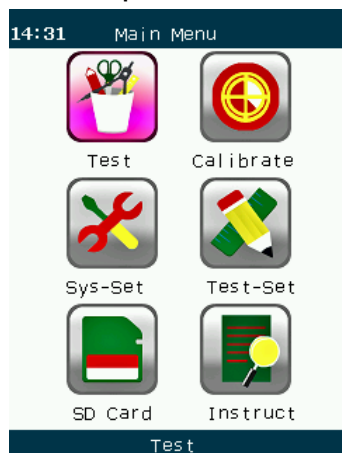 14:31 Main Menu
Test Calibrate
Sys-Set Test-Set
SD Card Instruct
Test